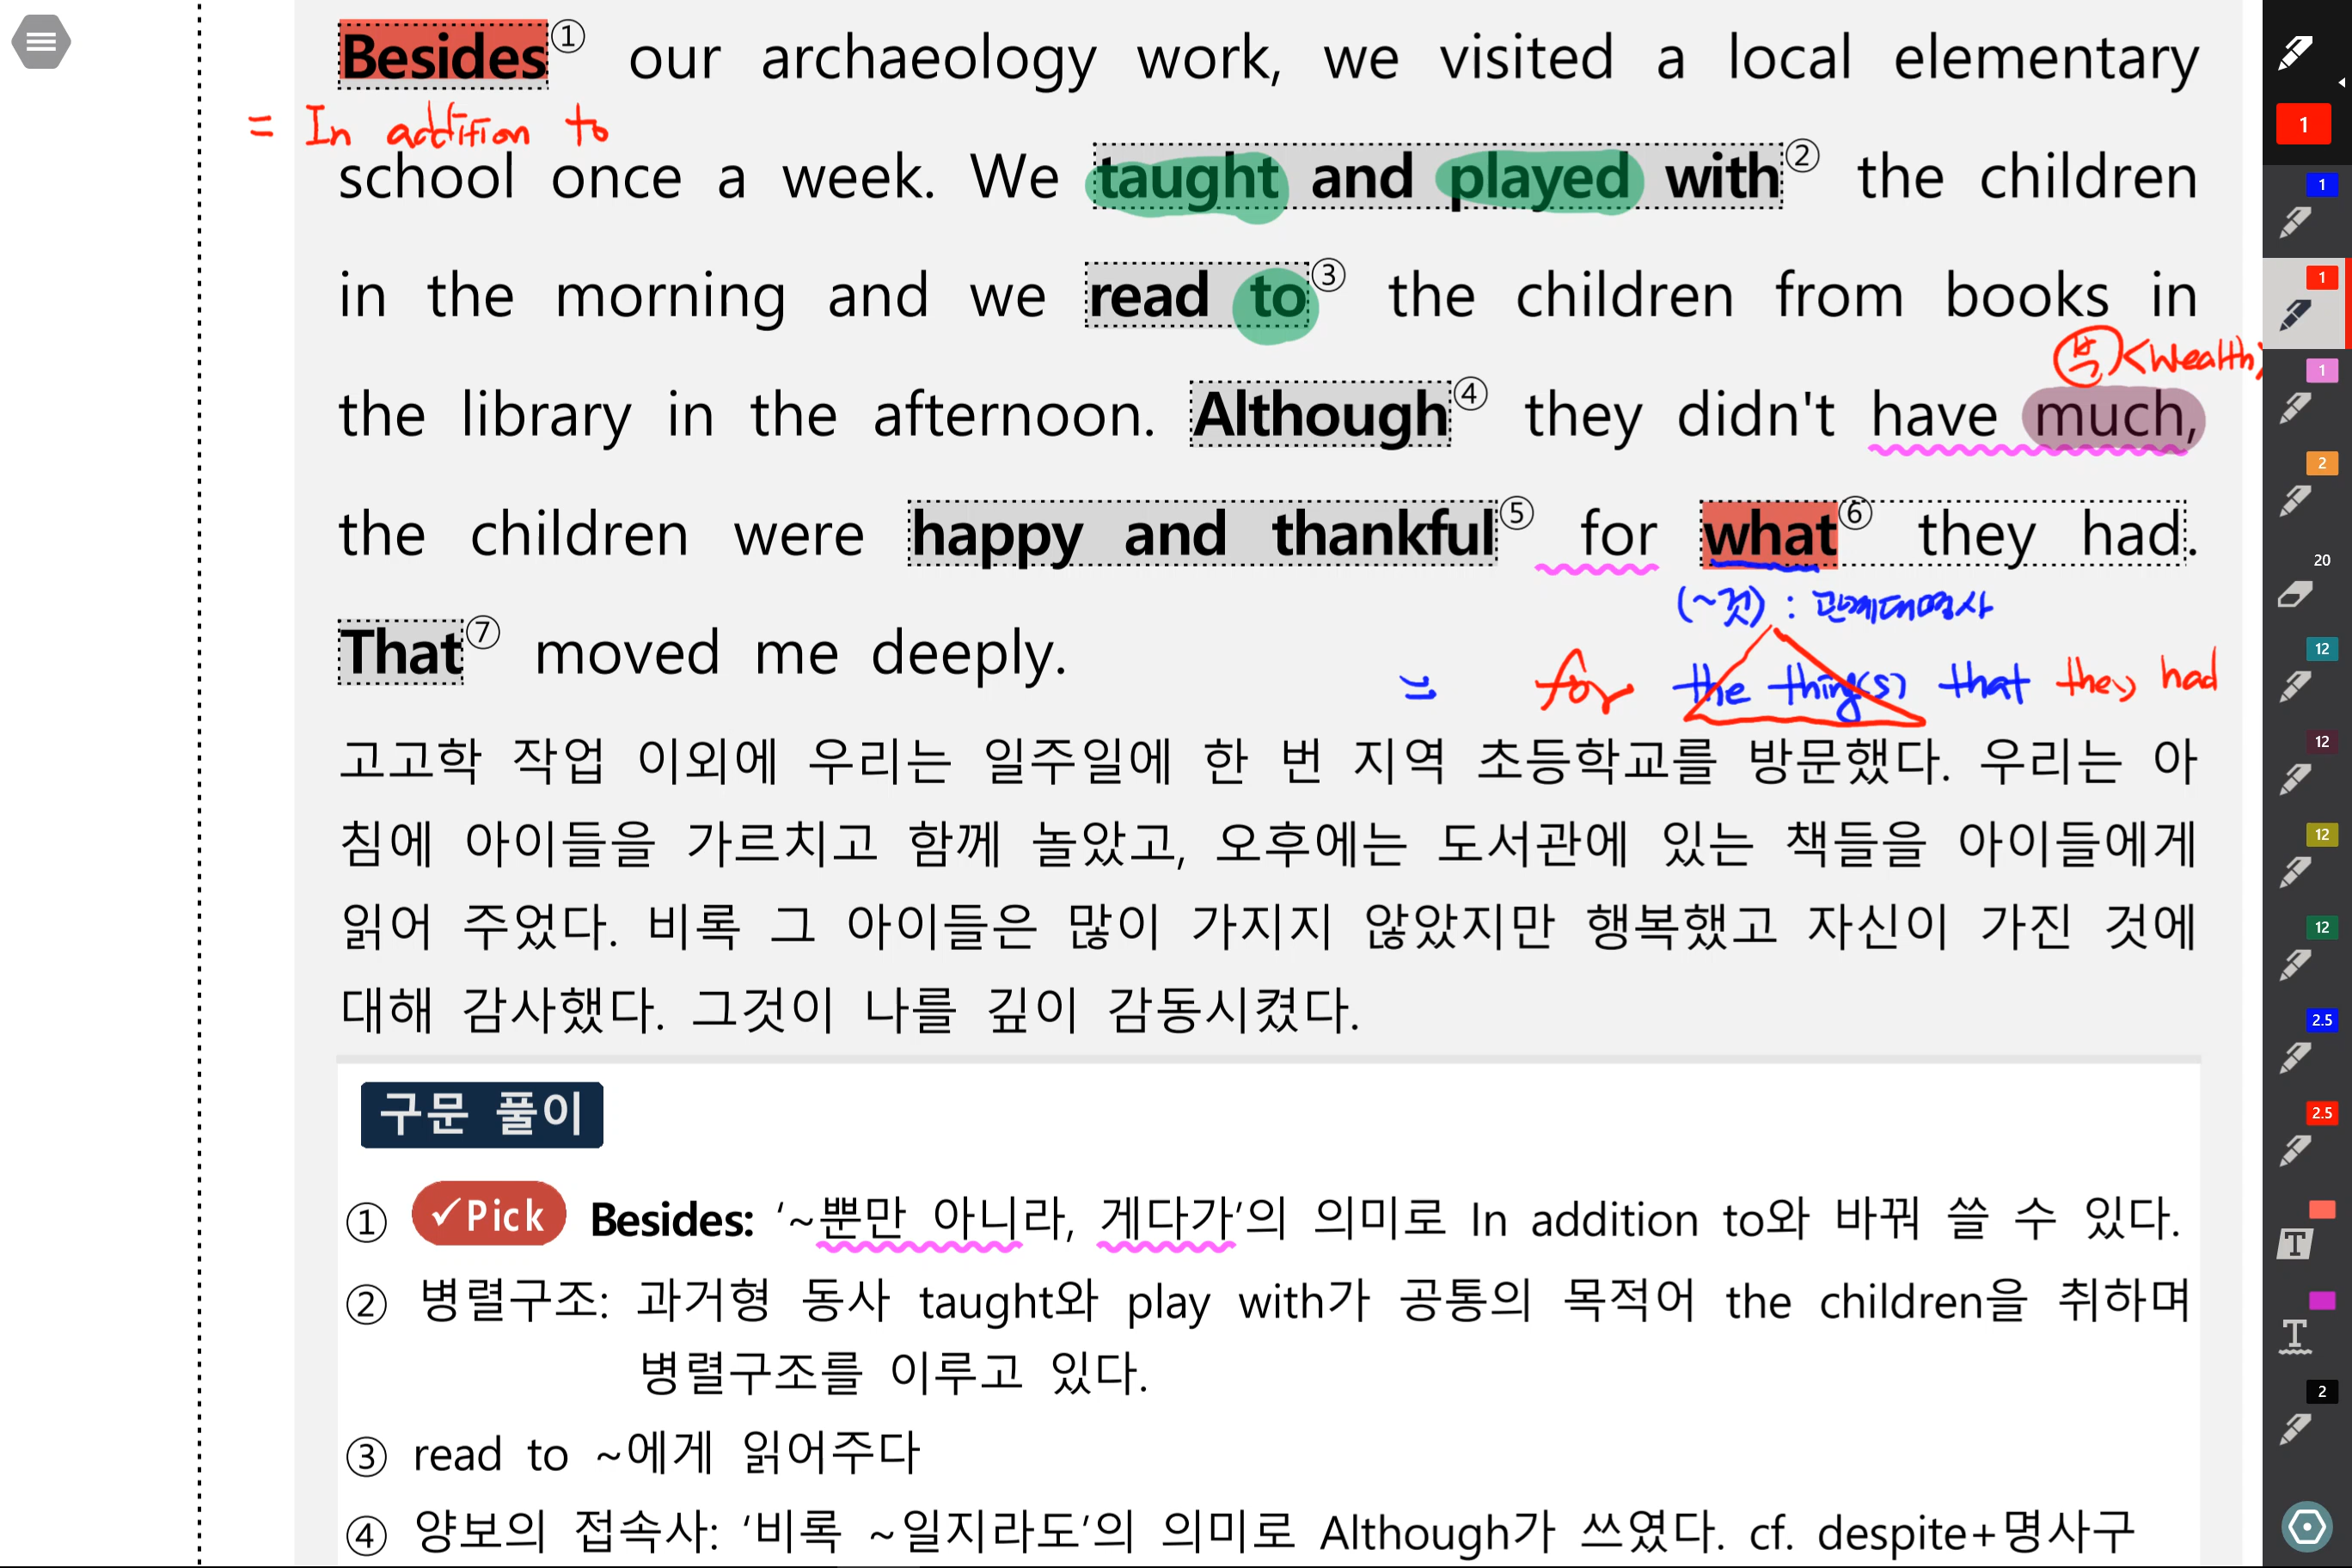 Besides① our archaeology work, we visited a local elementary
= In addition to
school once a week. We taught and played with② the children
in the morning and we read to③ the children from books in
<wealth>
the library in the afternoon. Although④ they didn't have much,
the children were happy and thankful⑤ for what⑥ they had.
(~것) : 관계대명사
That⑦ moved me deeply.
= for the thing(s) that they had
고고학 작업 이외에 우리는 일주일에 한 번 지역 초등학교를 방문했다. 우리는 아
침에 아이들을 가르치고 함께 놀았고, 오후에는 도서관에 있는 책들을 아이들에게
읽어 주었다. 비록 그 아이들은 많이 가지지 않았지만 행복했고 자신이 가진 것에
대해 감사했다. 그것이 나를 깊이 감동시켰다.
구문 풀이
① ✓Pick Besides: ‘~뿐만 아니라, 게다가’의 의미로 In addition to와 바꿔 쓸 수 있다.
② 병렬구조: 과거형 동사 taught와 play with가 공통의 목적어 the children을 취하며
병렬구조를 이루고 있다.
③ read to ~에게 읽어주다
④ 양보의 접속사: ‘비록 ~일지라도’의 의미로 Although가 쓰였다. cf. despite+명사구
1
1
1
1
2
20
12
12
12
12
2.5
2.5
T
T
2